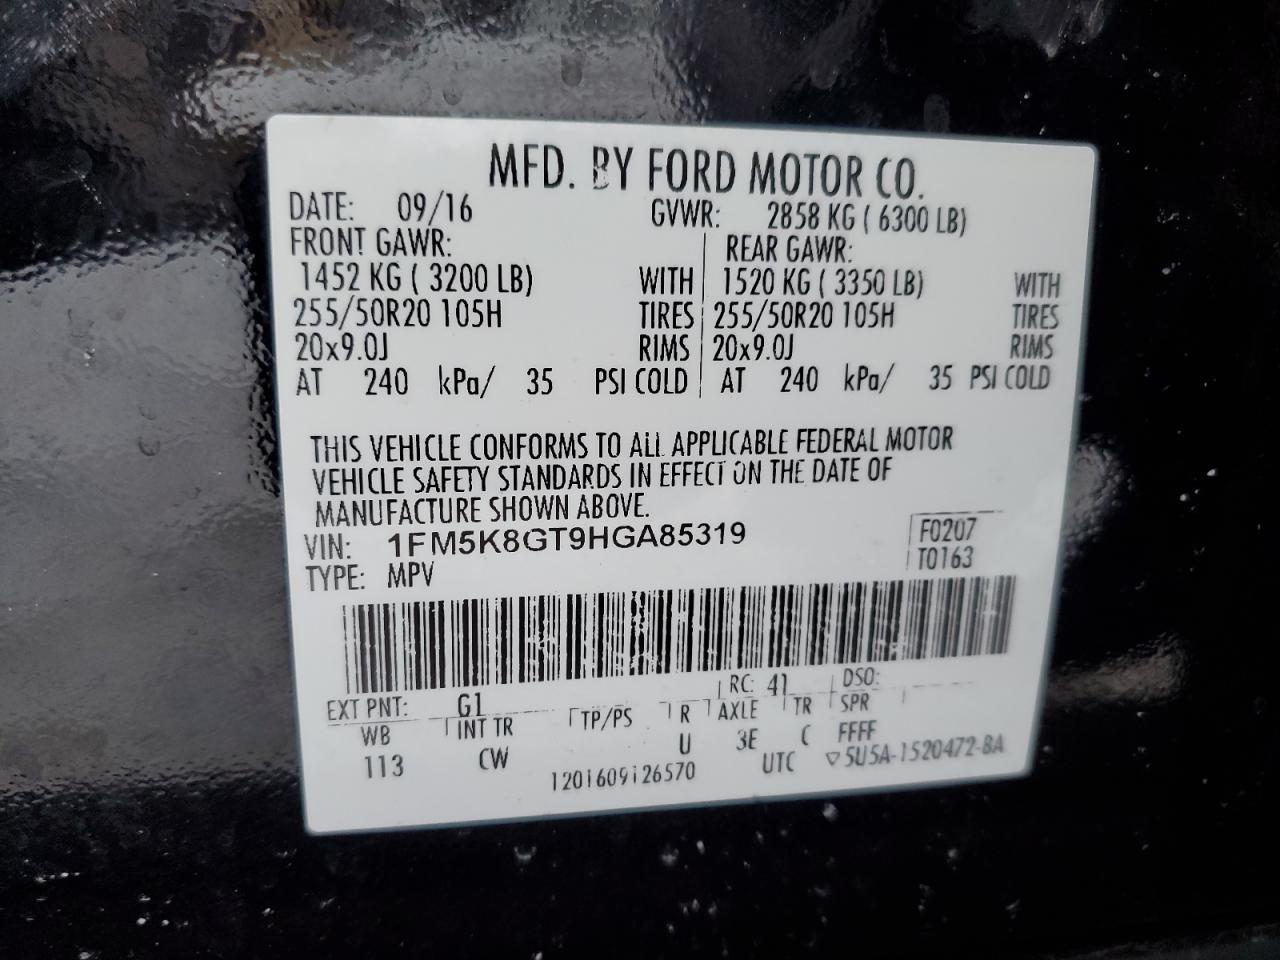 MFD. BY FORD MOTOR CO.
DATE: 09/16 GVWR: 2858 KG ( 6300 LB)
FRONT GAWR: REAR GAWR:
1452 KG ( 3200 LB) WITH 1520 KG ( 3350 LB) WITH
255/50R20 105H TIRES 255/50R20 105H TIRES
20x9.0J RIMS 20x9.0J RIMS
AT 240 kPa/ 35 PSI COLD AT 240 kPa/ 35 PSI COLD
THIS VEHICLE CONFORMS TO ALL APPLICABLE FEDERAL MOTOR
VEHICLE SAFETY STANDARDS IN EFFECT ON THE DATE OF
MANUFACTURE SHOWN ABOVE.
VIN: 1FM5K8GT9HGA85319 F0207
TYPE: MPV T0163
EXT PNT: G1 RC: 41 DSO:
WB INT TR TP/PS R AXLE TR SPR
113 CW U 3E C FFFF
1201609126570 UTC ▽5U5A-1520472-BA